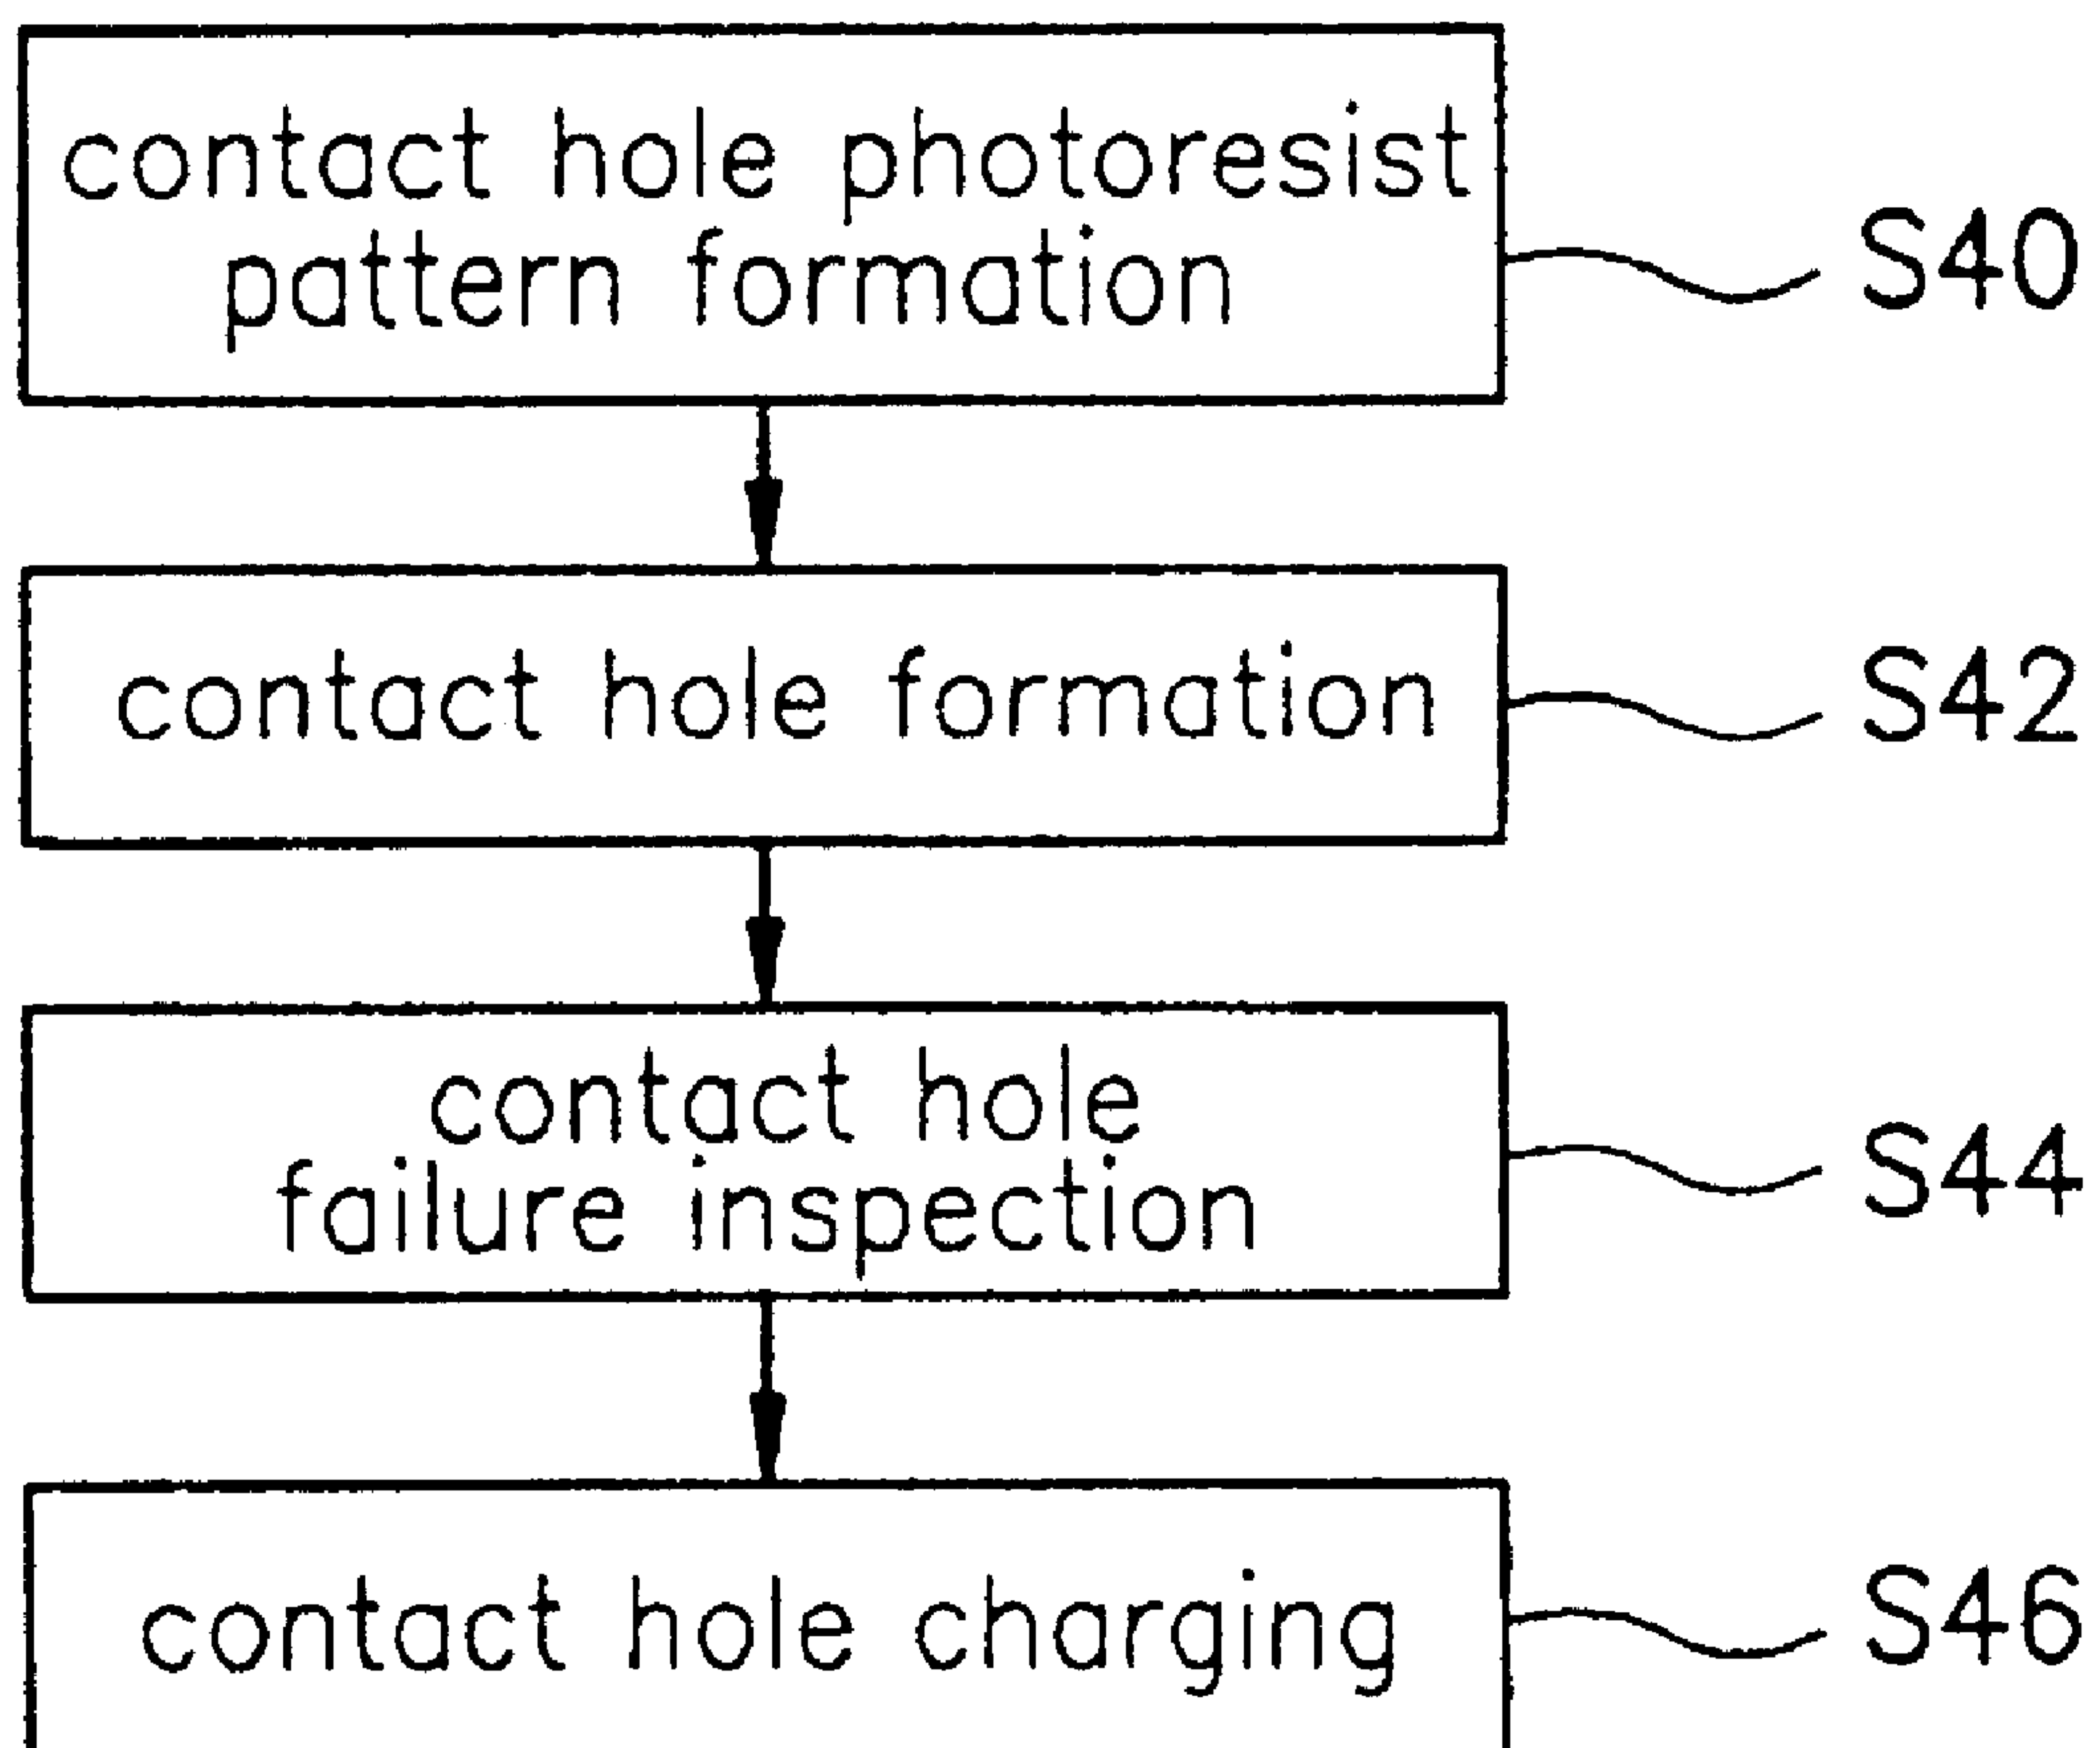 contact hole photoresist
pattern formation
S40
contact hole formation
S42
contact hole
failure inspection
S44
contact hole charging
S46